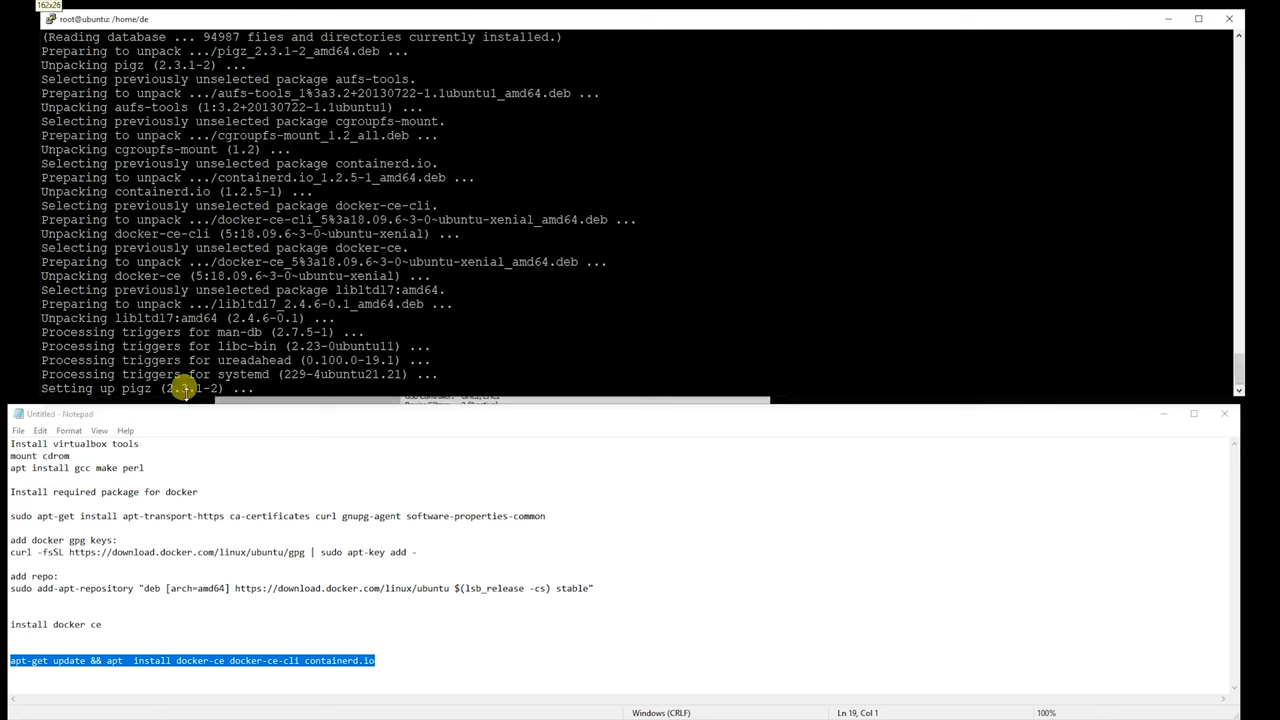 162x26
root@ubuntu: /home/de
(Reading database ... 94987 files and directories currently installed.)
Preparing to unpack .../pigz_2.3.1-2_amd64.deb ...
Unpacking pigz (2.3.1-2) ...
Selecting previously unselected package aufs-tools.
Preparing to unpack .../aufs-tools_1%3a3.2+20130722-1.1ubuntu1_amd64.deb ...
Unpacking aufs-tools (1:3.2+20130722-1.1ubuntu1) ...
Selecting previously unselected package cgroupfs-mount.
Preparing to unpack .../cgroupfs-mount_1.2_all.deb ...
Unpacking cgroupfs-mount (1.2) ...
Selecting previously unselected package containerd.io.
Preparing to unpack .../containerd.io_1.2.5-1_amd64.deb ...
Unpacking containerd.io (1.2.5-1) ...
Selecting previously unselected package docker-ce-cli.
Preparing to unpack .../docker-ce-cli_5%3a18.09.6~3-0~ubuntu-xenial_amd64.deb ...
Unpacking docker-ce-cli (5:18.09.6~3-0~ubuntu-xenial) ...
Selecting previously unselected package docker-ce.
Preparing to unpack .../docker-ce_5%3a18.09.6~3-0~ubuntu-xenial_amd64.deb ...
Unpacking docker-ce (5:18.09.6~3-0~ubuntu-xenial) ...
Selecting previously unselected package libltdl7:amd64.
Preparing to unpack .../libltdl7_2.4.6-0.1_amd64.deb ...
Unpacking libltdl7:amd64 (2.4.6-0.1) ...
Processing triggers for man-db (2.7.5-1) ...
Processing triggers for libc-bin (2.23-0ubuntu11) ...
Processing triggers for ureadahead (0.100.0-19.1) ...
Processing triggers for systemd (229-4ubuntu21.21) ...
Setting up pigz (2.3.1-2) ...
Untitled - Notepad
File Edit Format View Help
Install virtualbox tools
mount cdrom
apt install gcc make perl
Install required package for docker
sudo apt-get install apt-transport-https ca-certificates curl gnupg-agent software-properties-common
add docker gpg keys:
curl -fsSL https://download.docker.com/linux/ubuntu/gpg | sudo apt-key add -
add repo:
sudo add-apt-repository "deb [arch=amd64] https://download.docker.com/linux/ubuntu $(lsb_release -cs) stable"
install docker ce
apt-get update && apt  install docker-ce docker-ce-cli containerd.io
Windows (CRLF) Ln 19, Col 1 100%